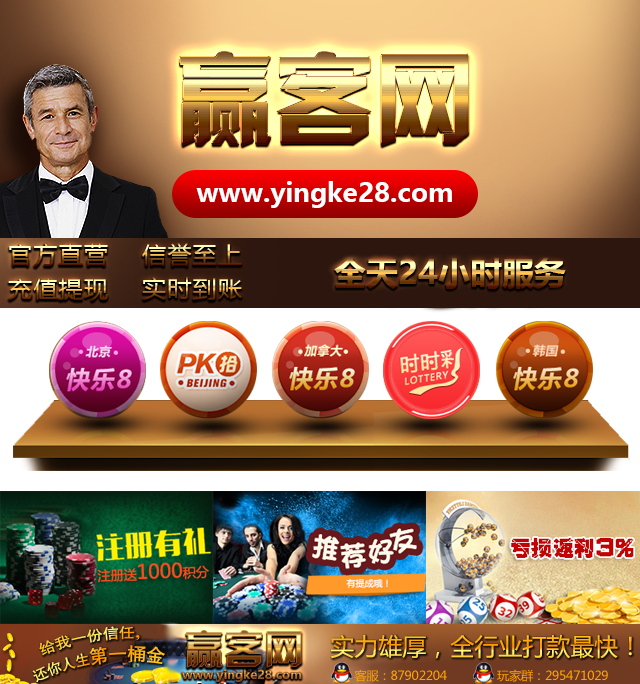 赢客网
www.yingke28.com
官方直营 信誉至上
充值提现 实时到账
全天24小时服务
北京
快乐8
PK拾
BEIJING
加拿大
快乐8
时时彩
LOTTERY
韩国
快乐8
注册有礼
注册送1000积分
推荐好友
有提成哦！
亏损返利3%
给我一份信任，
还你人生第一桶金
赢客网
www.yingke28.com
实力雄厚，全行业打款最快！
客服：87902204 玩家群：295471029